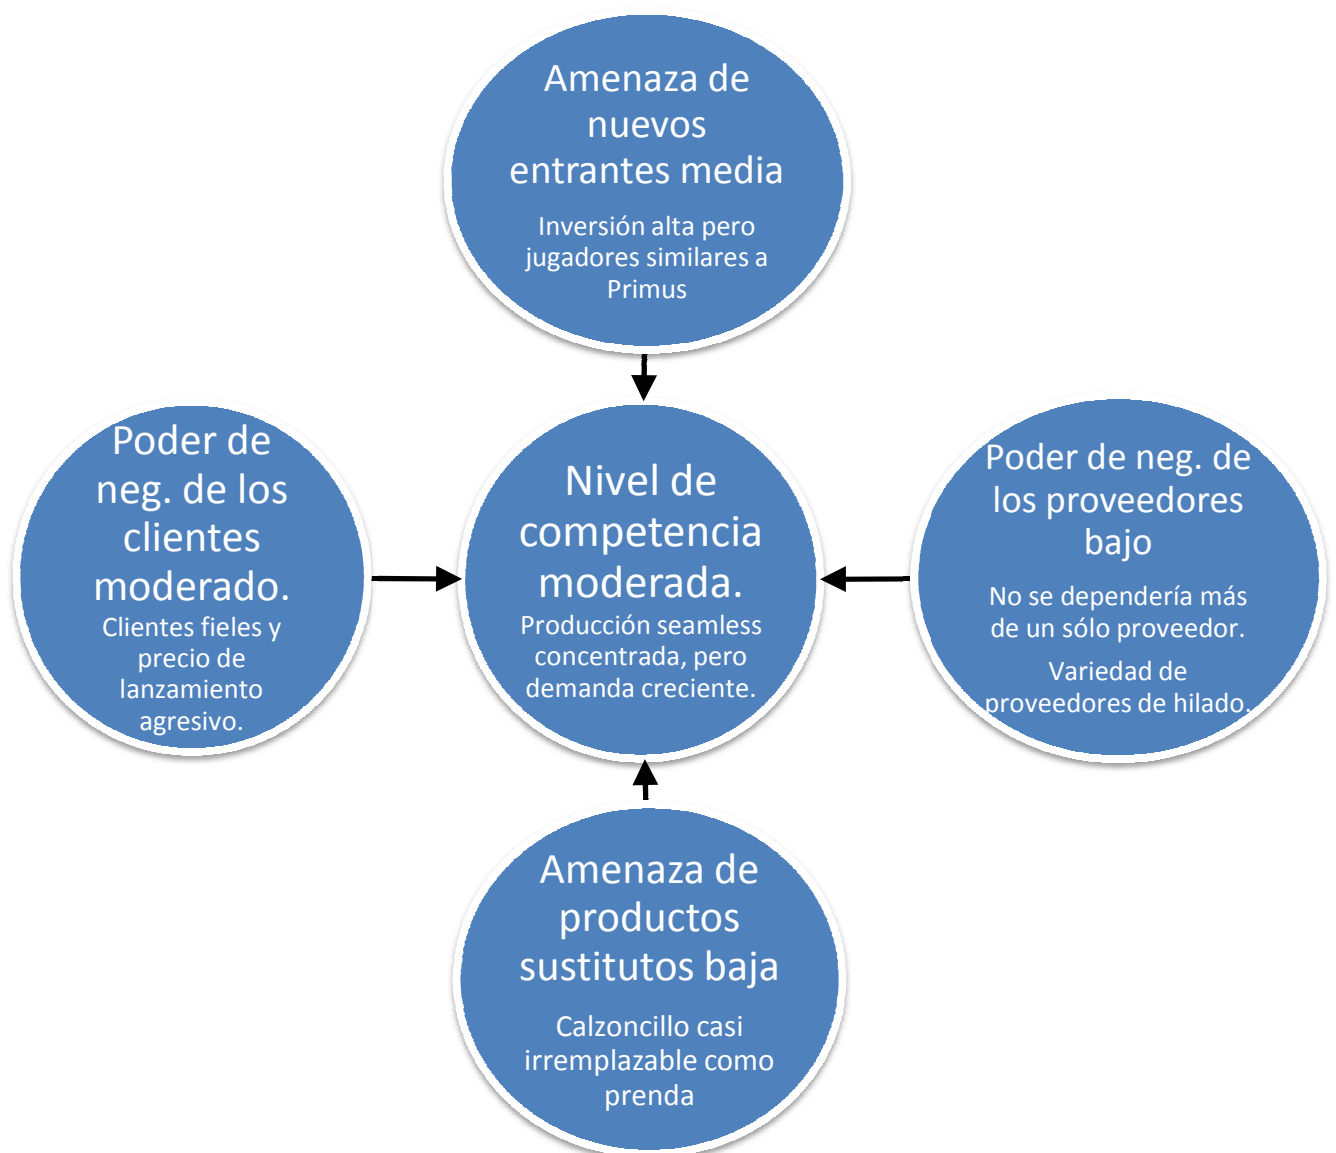 Amenaza de
nuevos
entrantes media
Inversión alta pero
jugadores similares a
Primus
Poder de
neg. de los
clientes
moderado.
Clientes fieles y
precio de
lanzamiento
agresivo.
Nivel de
competencia
moderada.
Producción seamless
concentrada, pero
demanda creciente.
Poder de neg. de
los proveedores
bajo
No se dependería más
de un sólo proveedor.
Variedad de
proveedores de hilado.
Amenaza de
productos
sustitutos baja
Calzoncillo casi
irremplazable como
prenda